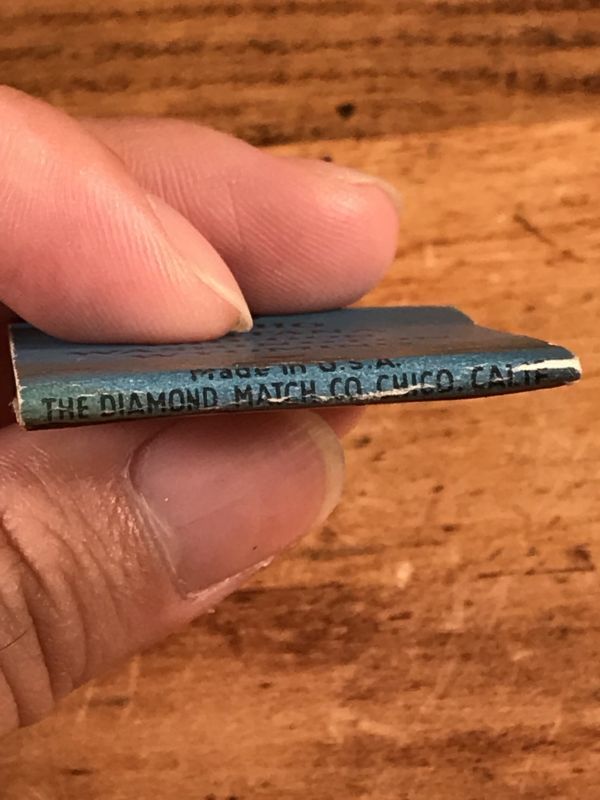 Made in U.S.A.
THE DIAMOND MATCH CO. CHICO. CALIF